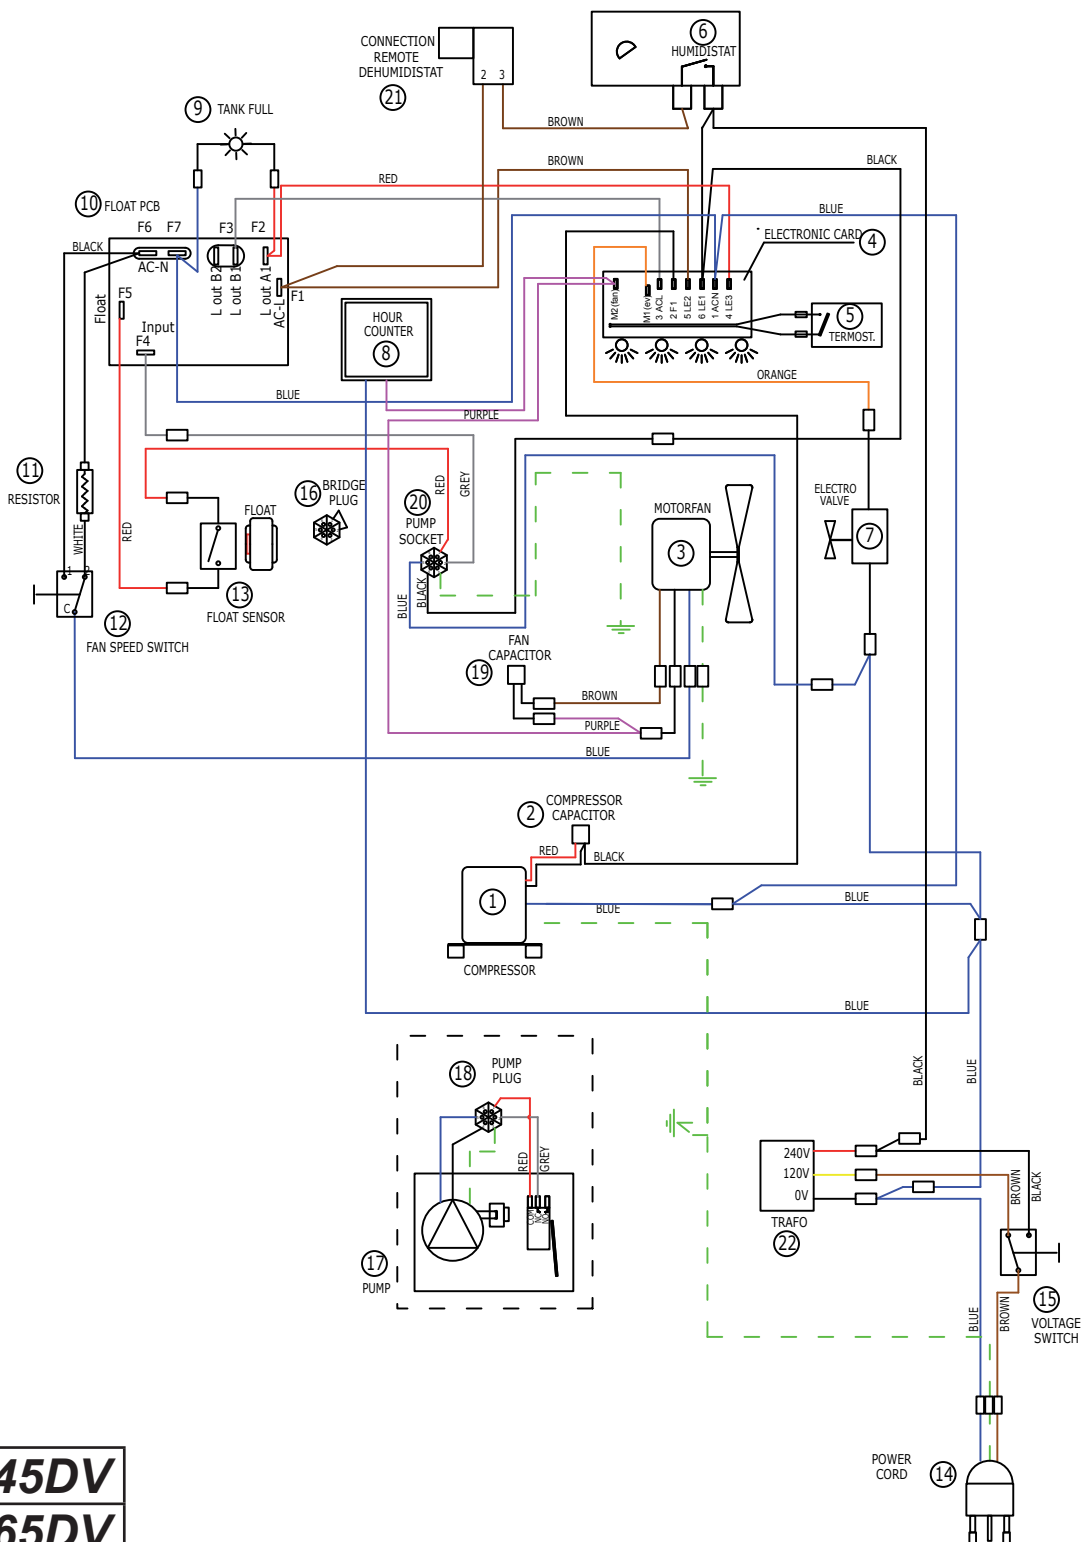 CONNECTION
REMOTE
DEHUMIDISTAT
21
2 3
6
HUMIDISTAT
9 TANK FULL
BROWN
BROWN
BLACK
RED
BLUE
10 FLOAT PCB
F6 F7 F3 F2
BLACK
AC-N
L out B2
L out B1
L out A1
AC-L
F1
Float
F5
Input
F4
HOUR
COUNTER
8
ELECTRONIC CARD 4
M2(fan)
M1(ev)
3 ACL
2 F1
5 LE2
6 LE1
1 ACN
4 LE3
5
TERMOST.
ORANGE
BLUE
PURPLE
11
RESISTOR
WHITE
RED
16 BRIDGE
PLUG
20
PUMP
SOCKET
RED
GREY
BLUE
BLACK
FLOAT
13
FLOAT SENSOR
1 2
C
12
FAN SPEED SWITCH
MOTORFAN
3
ELECTRO
VALVE
7
FAN
CAPACITOR
19
BROWN
PURPLE
BLUE
2
COMPRESSOR
CAPACITOR
RED
BLACK
1
COMPRESSOR
BLUE
BLUE
BLUE
BLACK
BLUE
18
PUMP
PLUG
RED
GREY
COM
NC
NO
17
PUMP
240V
120V
0V
TRAFO
22
BROWN
BLACK
15
VOLTAGE
SWITCH
BLUE
BROWN
POWER
CORD
14
45DV
65DV